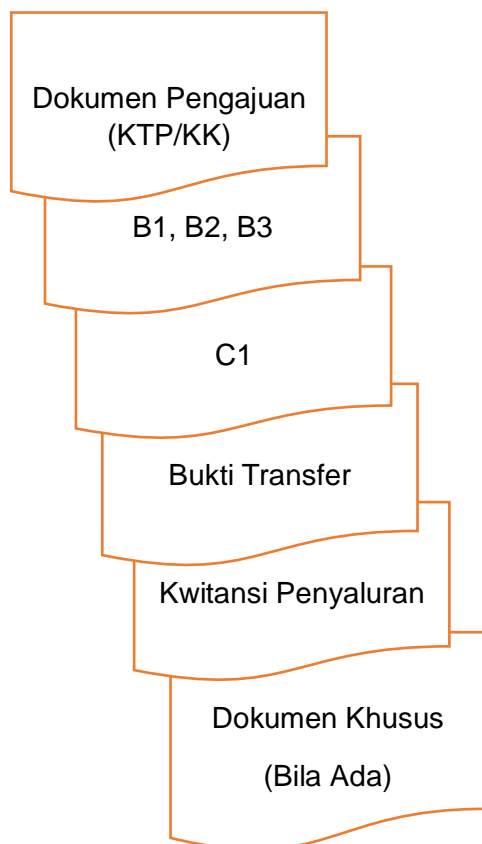 Dokumen Pengajuan
(KTP/KK)
B1, B2, B3
C1
Bukti Transfer
Kwitansi Penyaluran
Dokumen Khusus
(Bila Ada)